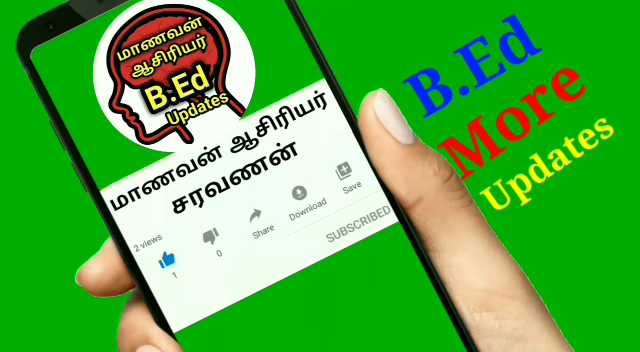 மாணவன்
ஆசிரியர்
B.Ed
Updates
மாணவன் ஆசிரியர்
சரவணன்
2 views
1
0
Share
Download
Save
SUBSCRIBED
B.Ed
More
Updates